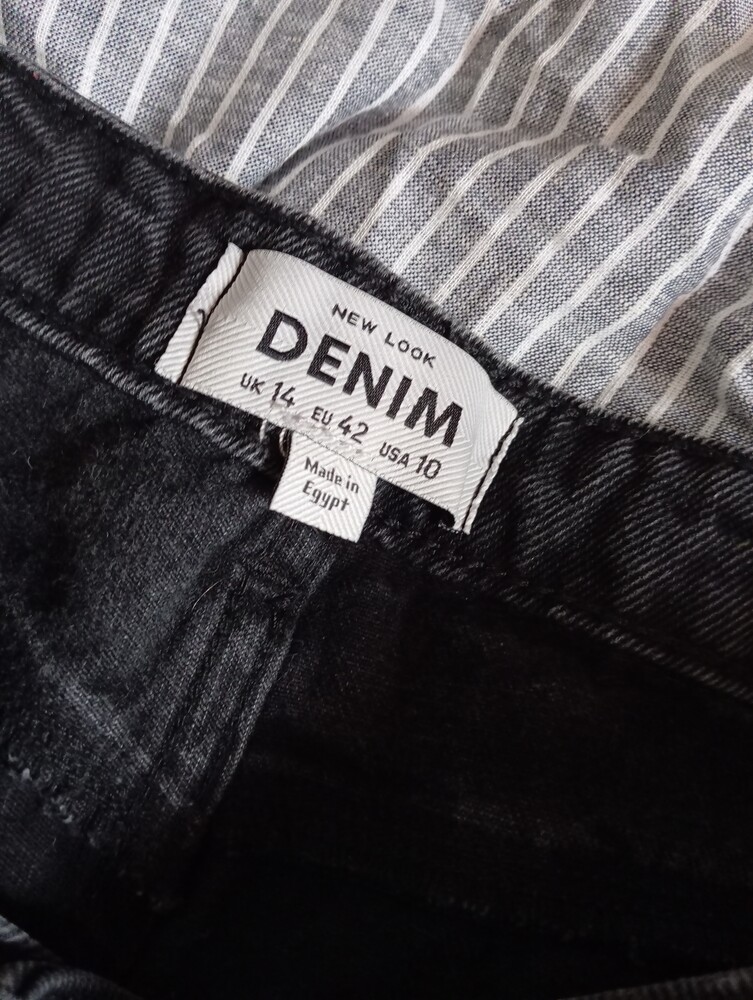 NEW LOOK
DENIM
UK 14 EU 42 USA 10
Made in
Egypt